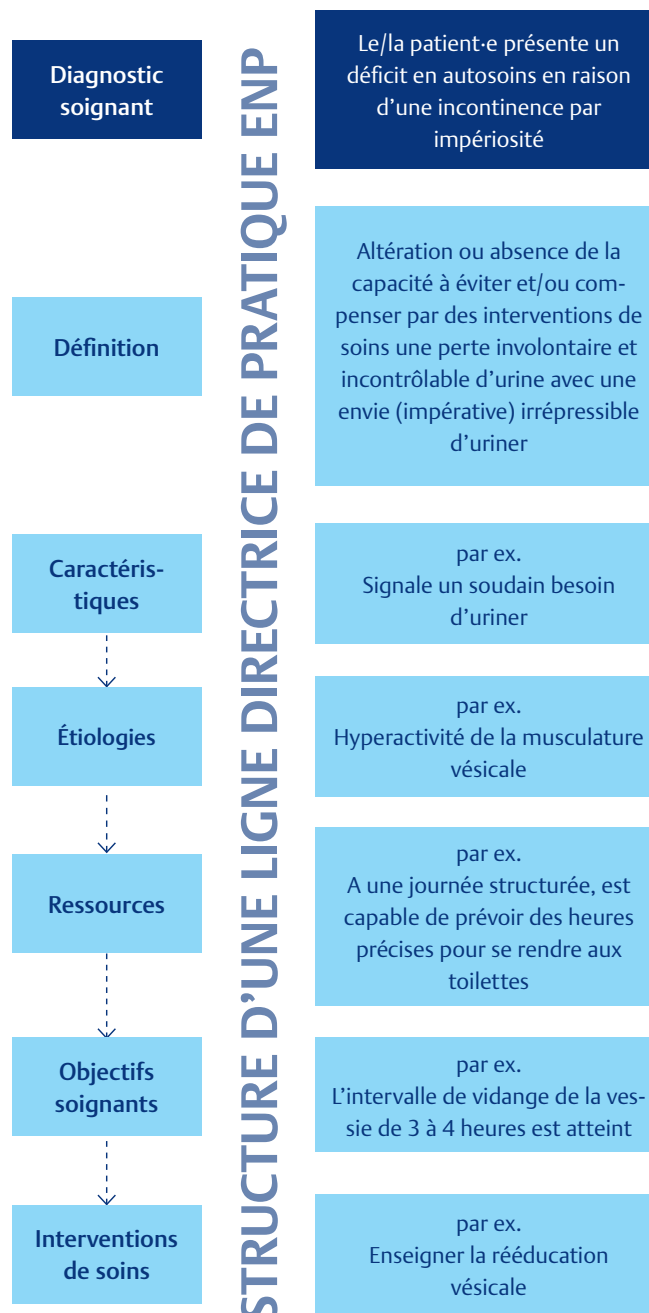 Diagnostic
soignant
Le/la patient·e présente un
déficit en autosoins en raison
d’une incontinence par
impériosité
STRUCTURE D’UNE LIGNE DIRECTRICE DE PRATIQUE ENP
Définition
Altération ou absence de la
capacité à éviter et/ou com-
penser par des interventions de
soins une perte involontaire et
incontrôlable d’urine avec une
envie (impérative) irrépressible
d’uriner
Caractéris-
tiques
par ex.
Signale un soudain besoin
d’uriner
Étiologies
par ex.
Hyperactivité de la musculature
vésicale
Ressources
par ex.
A une journée structurée, est
capable de prévoir des heures
précises pour se rendre aux
toilettes
Objectifs
soignants
par ex.
L’intervalle de vidange de la ves-
sie de 3 à 4 heures est atteint
Interventions
de soins
par ex.
Enseigner la rééducation
vésicale